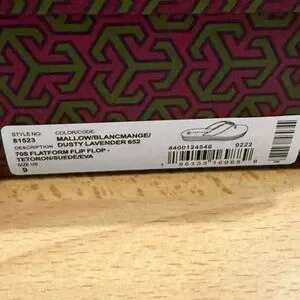 STYLE NO:
81523
COLOR/CODE:
MALLOW/BLANCMANGE/
DUSTY LAVENDER 652
DESCRIPTION
70S FLATFORM FLIP FLOP -
TETORON/SUEDE/EVA
SIZE US
9
4400124546 0222